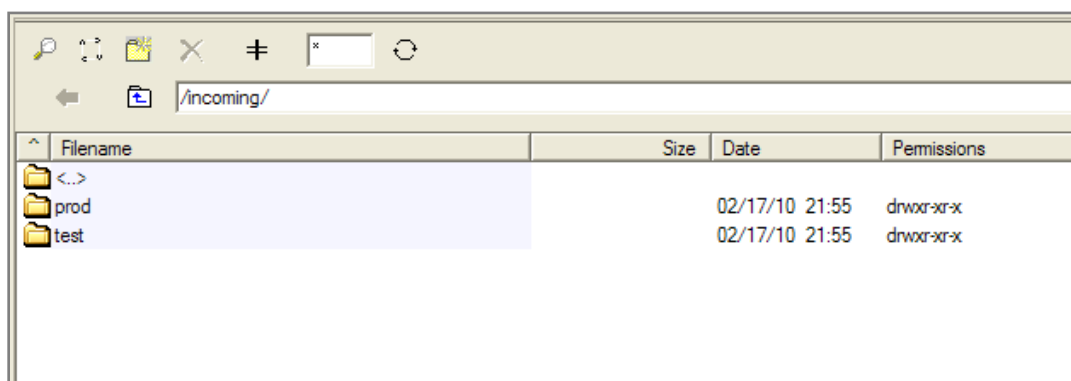 *
/incoming/
^ Filename Size Date Permissions
<..>
prod 02/17/10 21:55 drwxr-xr-x
test 02/17/10 21:55 drwxr-xr-x